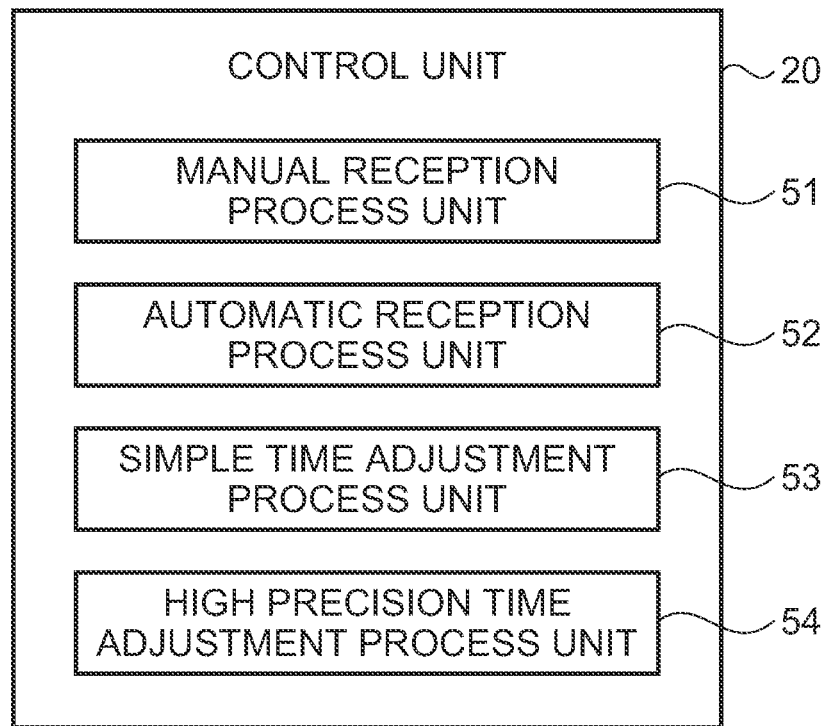 CONTROL UNIT
20
MANUAL RECEPTION
PROCESS UNIT
51
AUTOMATIC RECEPTION
PROCESS UNIT
52
SIMPLE TIME ADJUSTMENT
PROCESS UNIT
53
HIGH PRECISION TIME
ADJUSTMENT PROCESS UNIT
54